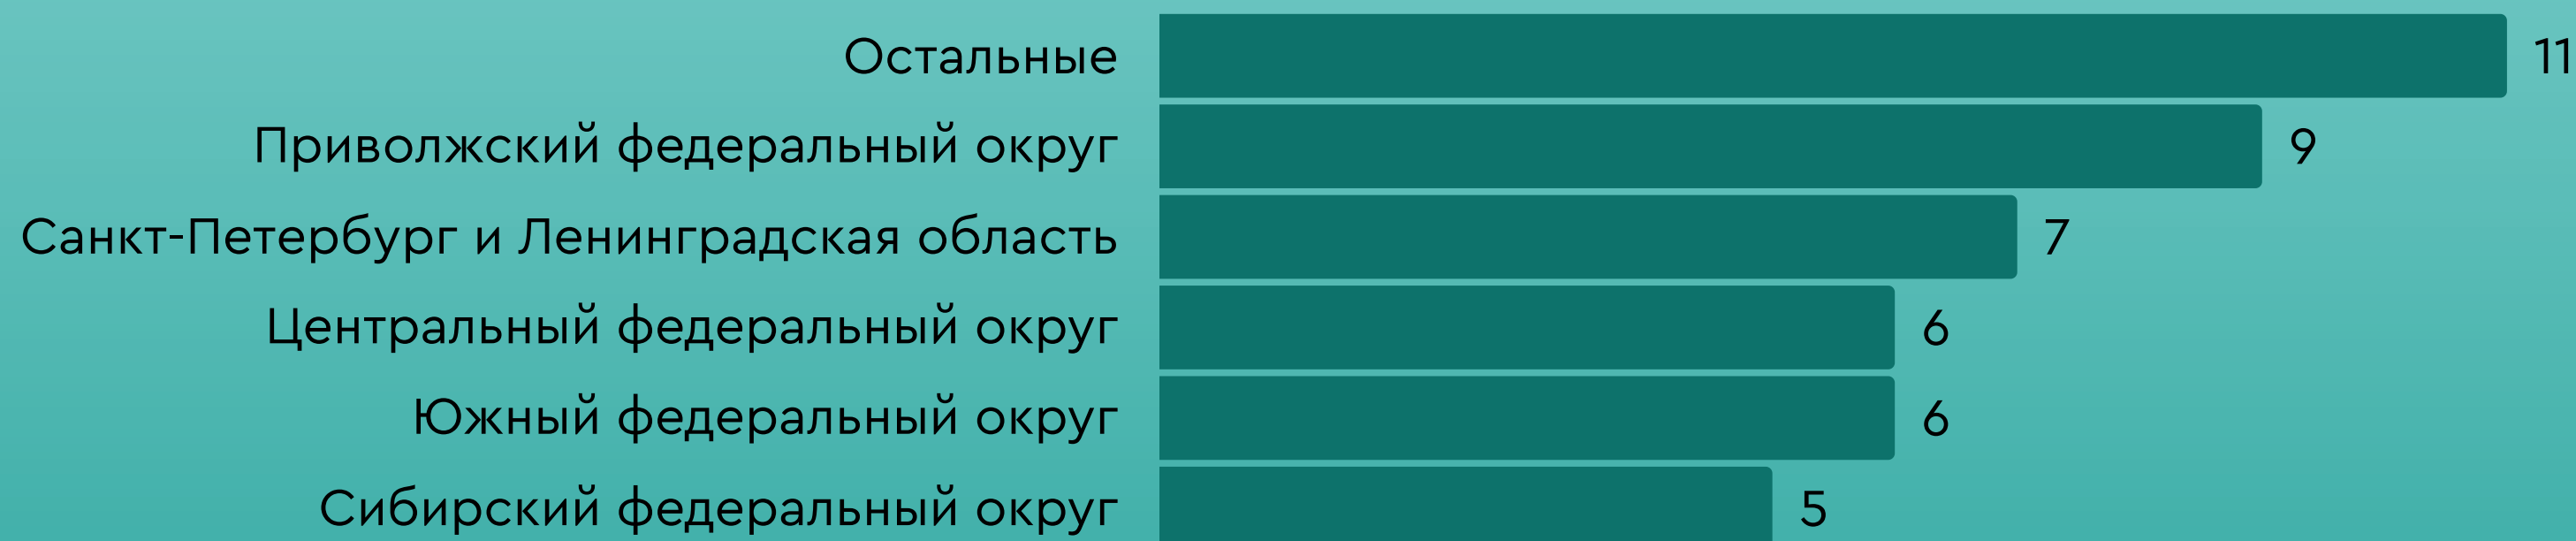 Остальные 11
Приволжский федеральный округ 9
Санкт-Петербург и Ленинградская область 7
Центральный федеральный округ 6
Южный федеральный округ 6
Сибирский федеральный округ 5